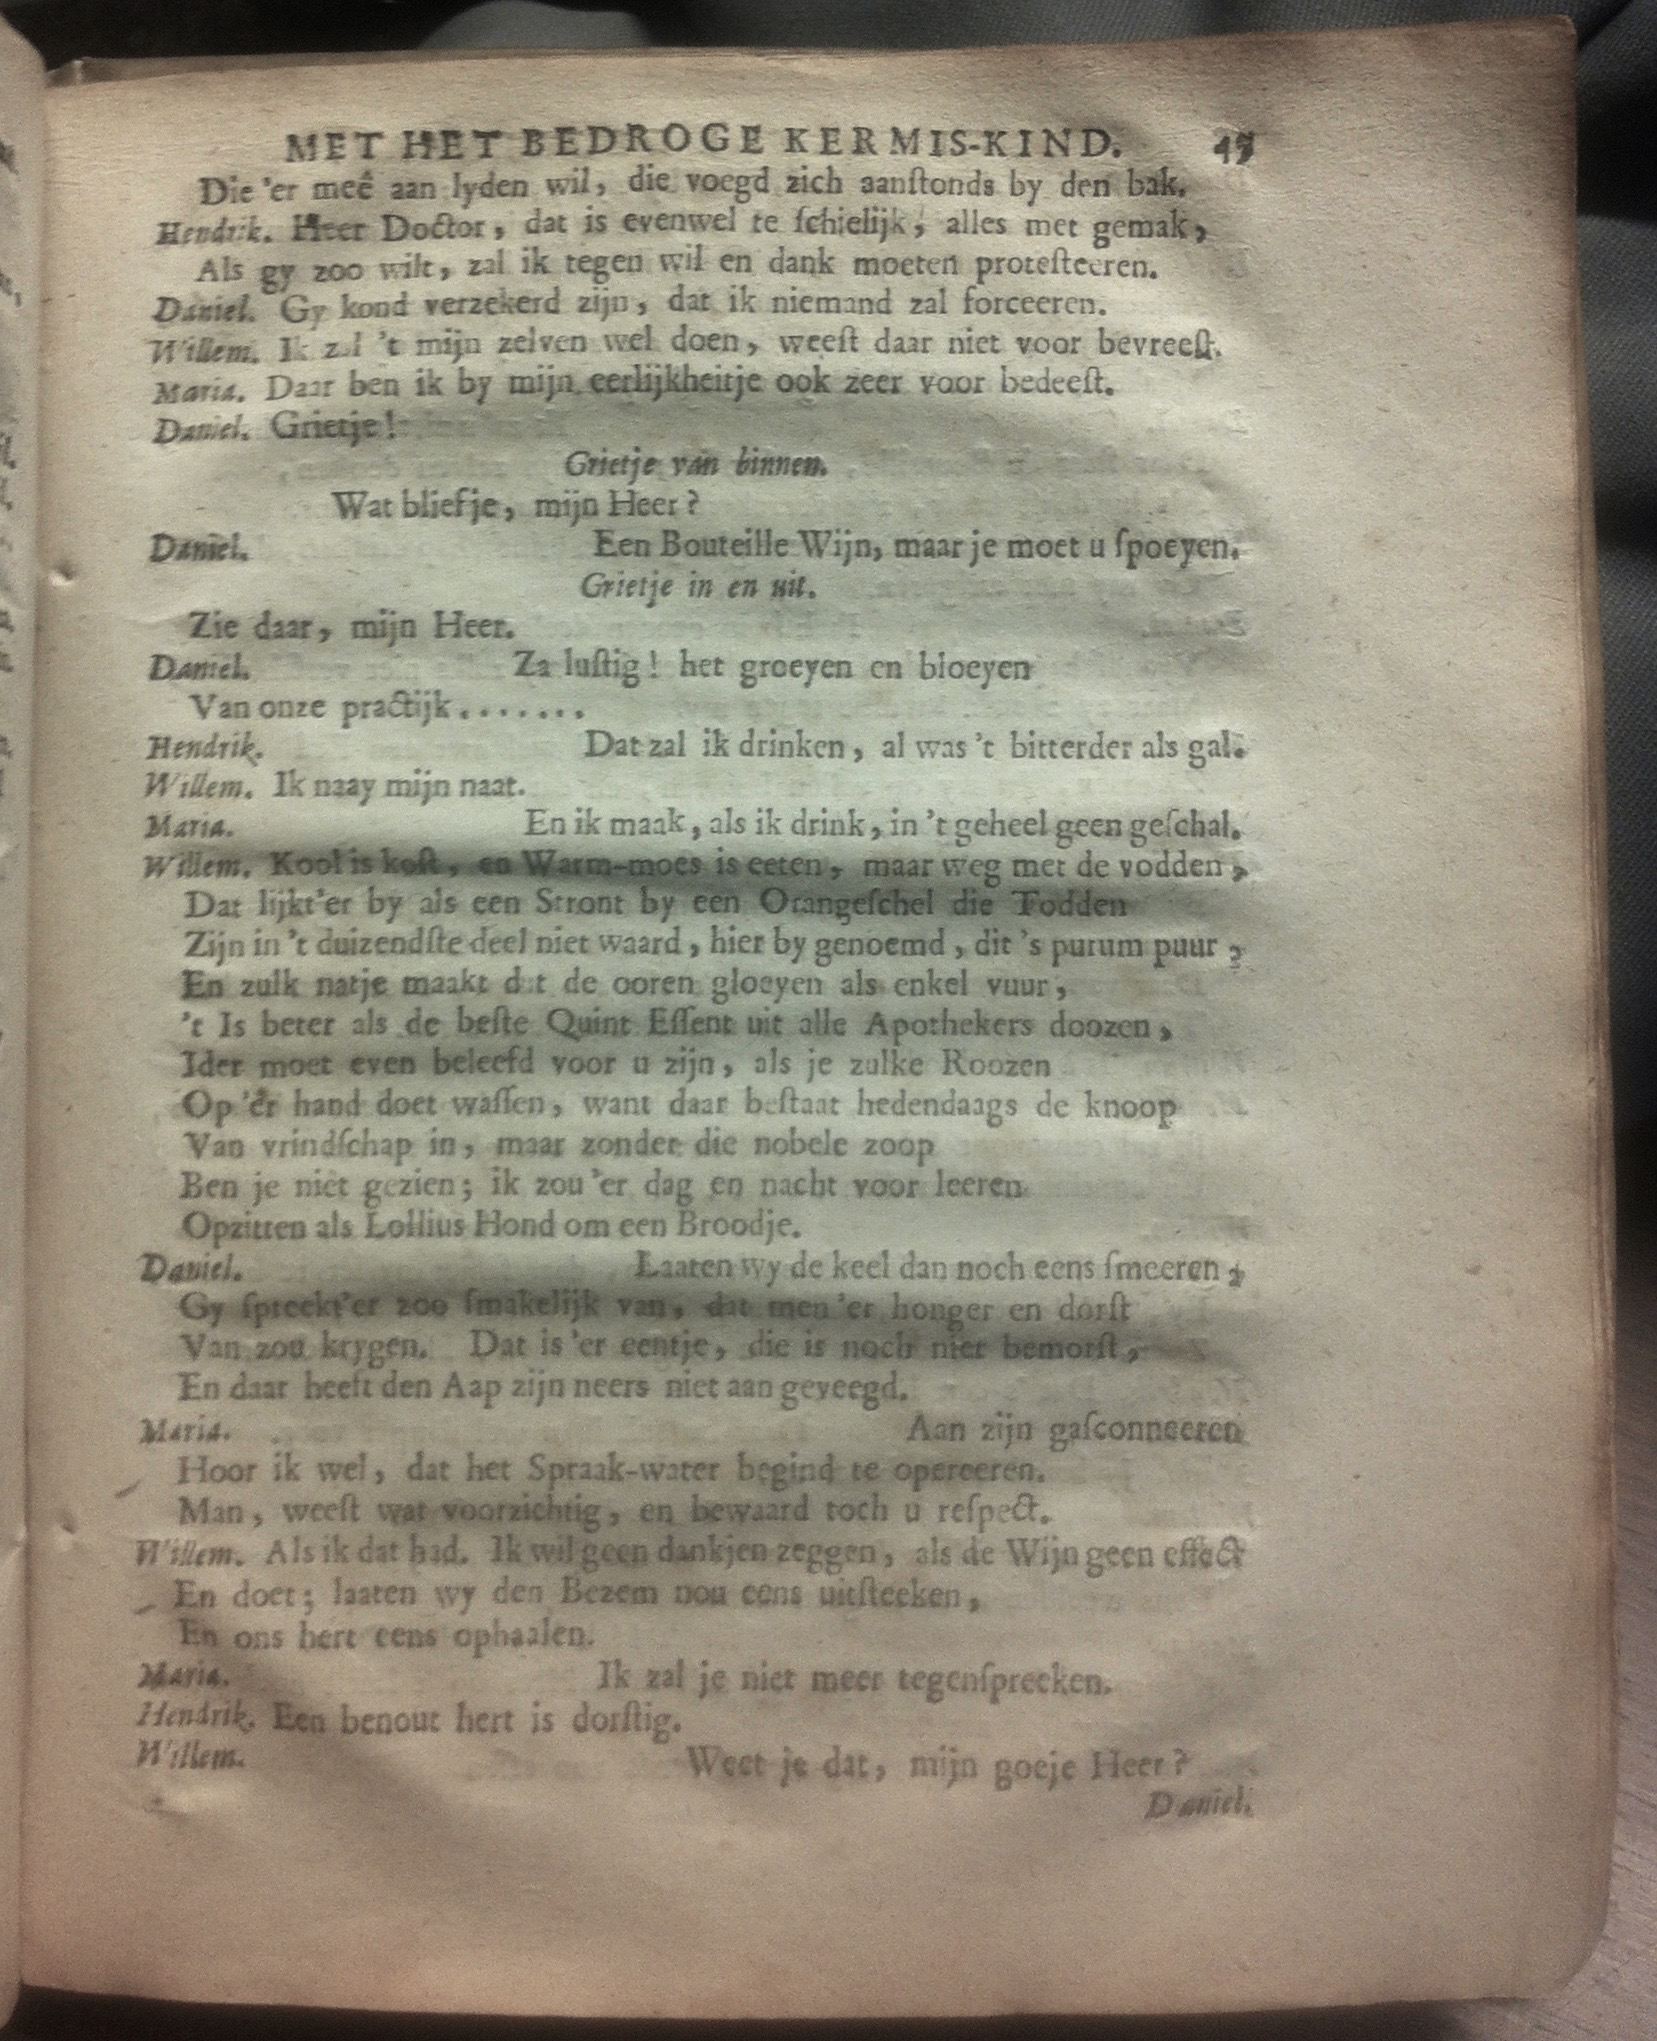 MET HET BEDROGE KERMIS-KIND. 17
Die 'er meê aan lyden wil, die voegd zich aanſtonds by den bak.
Hendrik. Heer Doctor, dat is evenwel te ſchielijk, alles met gemak,
Als gy zoo wilt, zal ik tegen wil en dank moeten proteſteeren.
Daniel. Gy kond verzekerd zijn, dat ik niemand zal forceeren.
Willem. Ik zal 't mijn zelven wel doen, weeſt daar niet voor bevreeſt.
Maria. Daar ben ik by mijn eerlijkheitje ook zeer voor bedeeſt.
Daniel. Grietje!
Grietje van binnen.
Wat bliefje, mijn Heer?
Daniel. Een Bouteille Wijn, maar je moet u ſpoeyen.
Grietje in en uit.
Zie daar, mijn Heer.
Daniel. Za luſtig! het groeyen en bloeyen
Van onze practijk.......
Hendrik. Dat zal ik drinken, al was 't bitterder als gal.
Willem. Ik naay mijn naat.
Maria. En ik maak, als ik drink, in 't geheel geen geſchal.
Willem. Kool is koſt, en Warm-moes is eeten, maar weg met de vodden,
Dat lijkt'er by als een Stront by een Orangeſchel die Todden
Zijn in 't duizendſte deel niet waard, hier by genoemd, dit 's purum puur;
En zulk natje maakt dat de ooren gloeyen als enkel vuur,
't Is beter als de beſte Quint Eſſent uit alle Apothekers doozen,
Ider moet even beleefd voor u zijn, als je zulke Roozen
Op 'er hand doet waſſen, want daar beſtaat hedendaags de knoop
Van vrindſchap in, maar zonder die nobele zoop
Ben je niet gezien; ik zou 'er dag en nacht voor leeren
Opzitten als Lollius Hond om een Broodje.
Daniel. Laaten wy de keel dan noch eens ſmeeren,
Gy ſpreekt'er zoo ſmakelijk van, dat men 'er honger en dorſt
Van zou krygen. Dat is 'er eentje, die is noch niet bemorſt,
En daar heeft den Aap zijn neers niet aan geveegd.
Maria. Aan zijn gaſconneeren
Hoor ik wel, dat het Spraak-water begind te opereeren.
Man, weeſt wat voorzichtig, en bewaard toch u reſpect.
Willem. Als ik dat had. Ik wil geen dankjen zeggen, als de Wijn geen effect
En doet; laaten wy den Bezem nou eens uitſteeken,
En ons hert eens ophaalen.
Maria. Ik zal je niet meer tegenſpreeken.
Hendrik. Een benout hert is dorſtig.
Willem. Weet je dat, mijn goeje Heer?
Daniel.